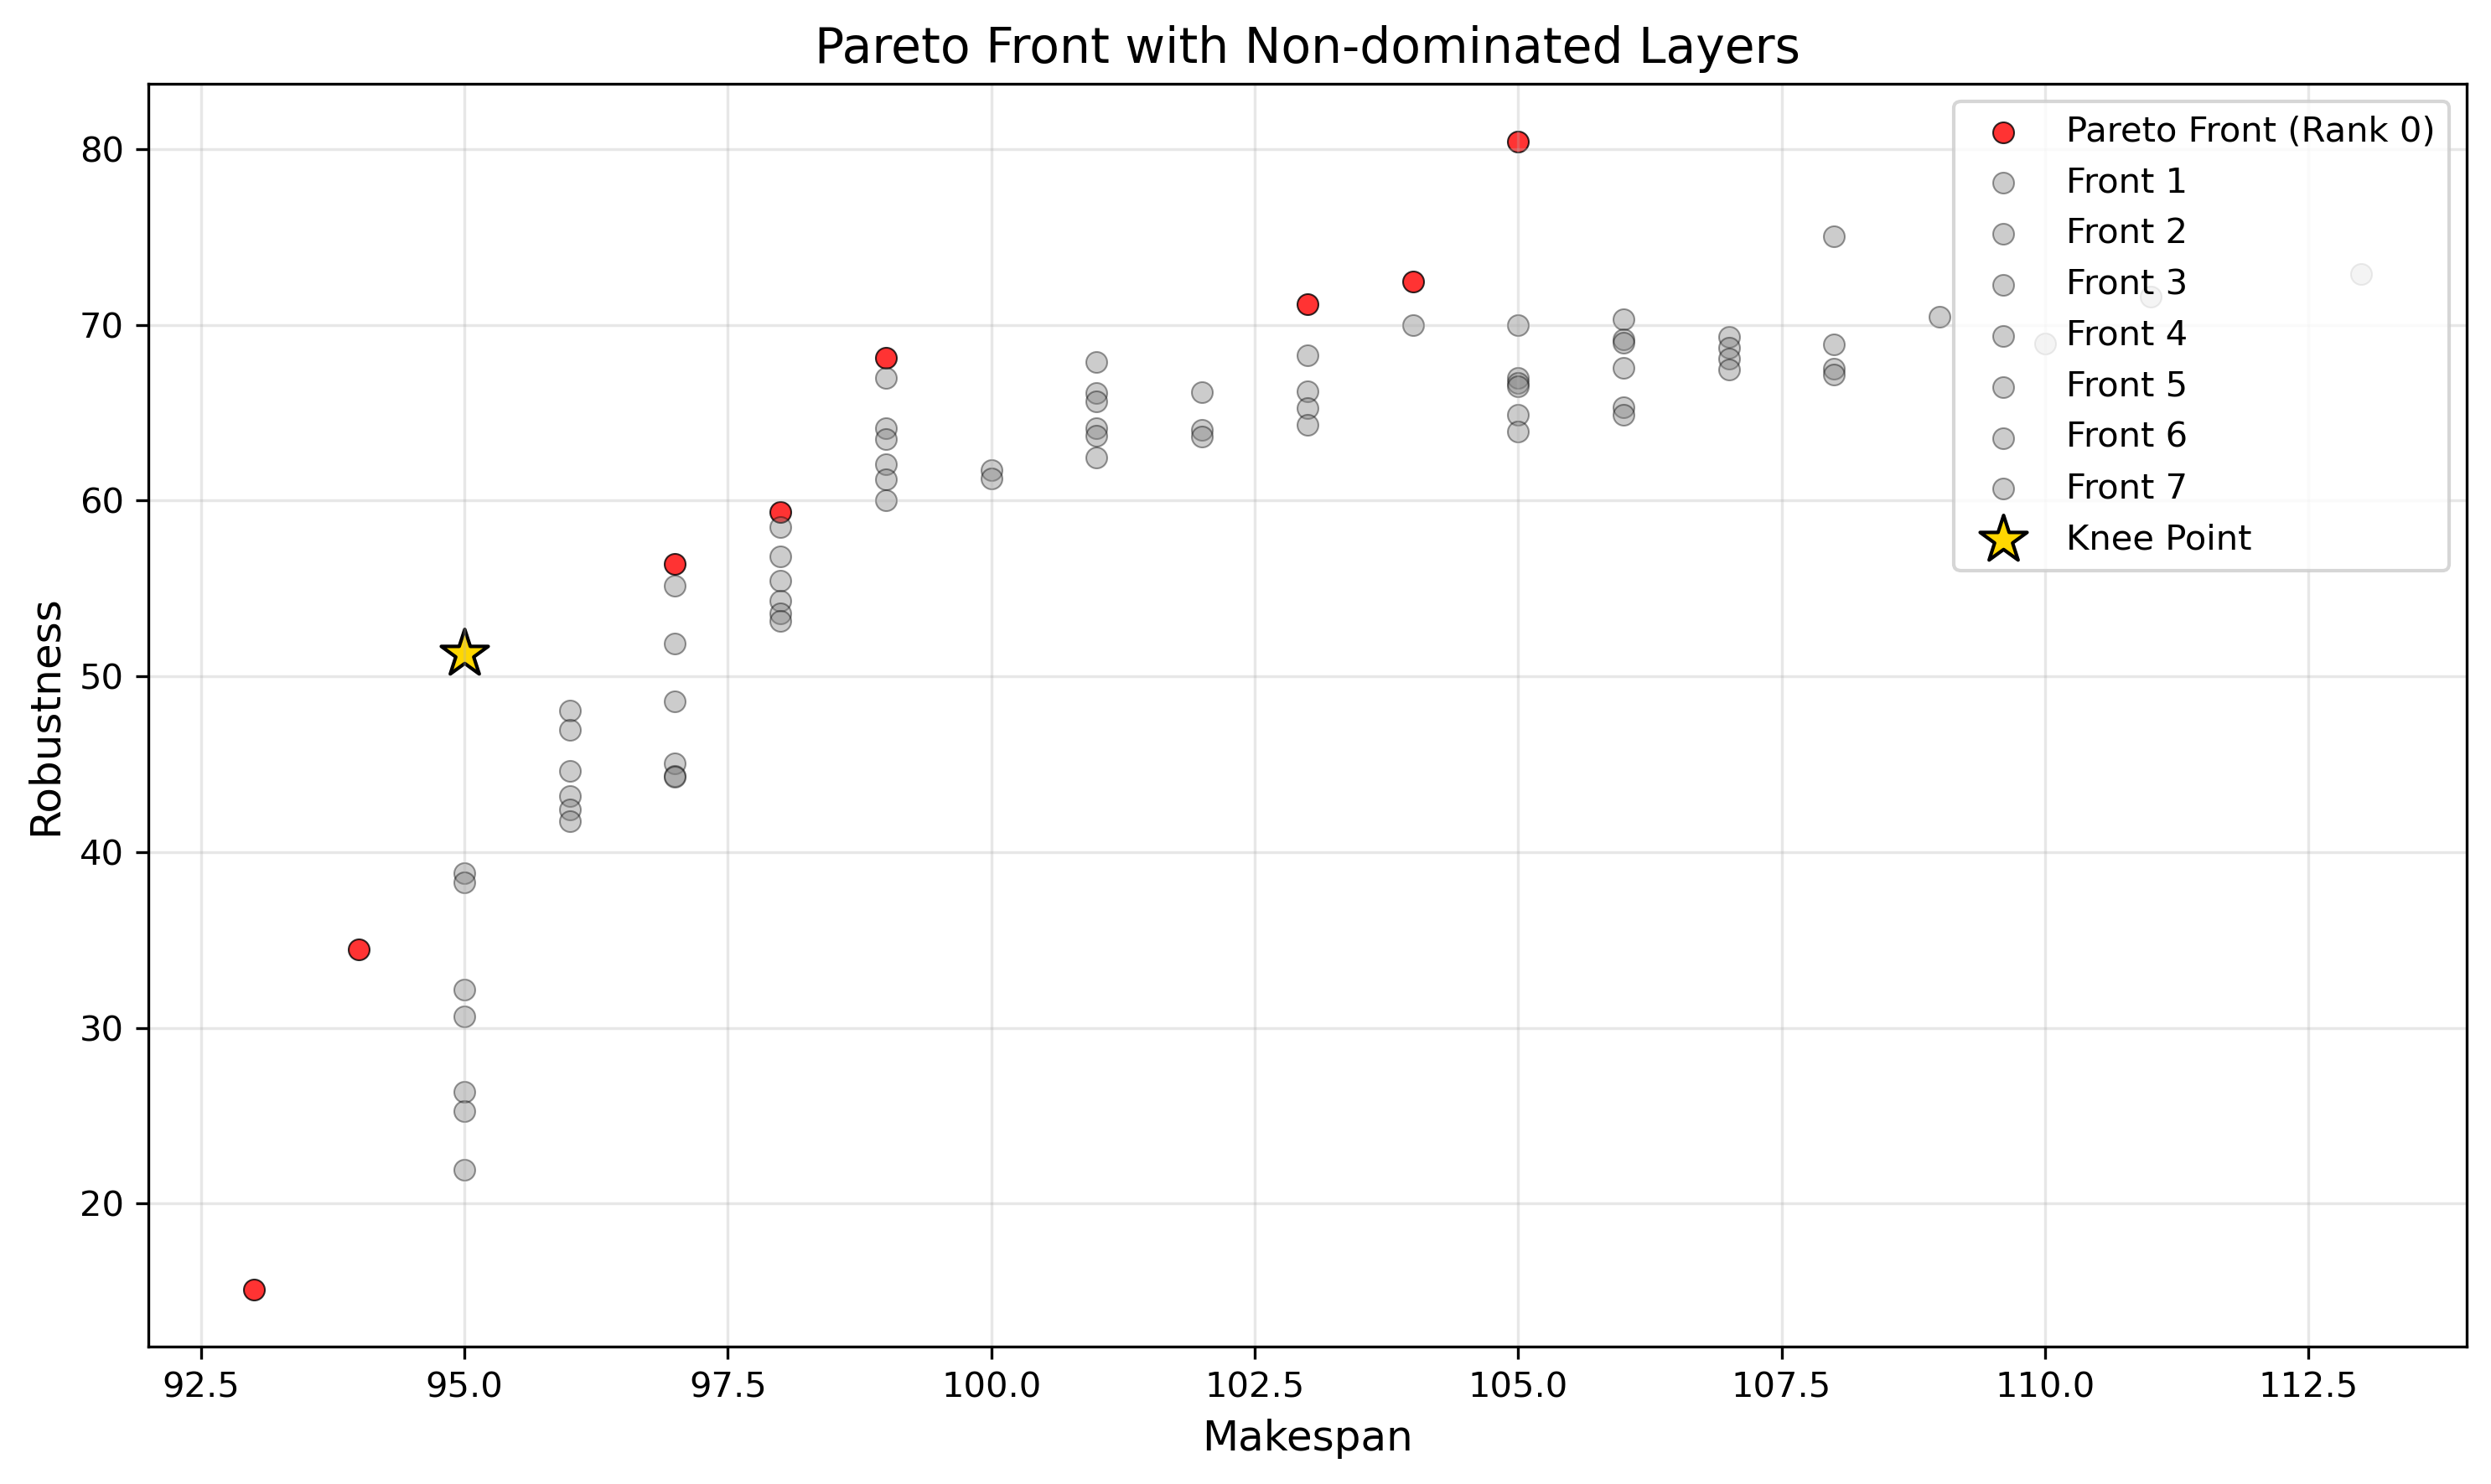 Pareto Front with Non-dominated Layers
Robustness
80
70
60
50
40
30
20
92.5 95.0 97.5 100.0 102.5 105.0 107.5 110.0 112.5
Makespan
Pareto Front (Rank 0)
Front 1
Front 2
Front 3
Front 4
Front 5
Front 6
Front 7
Knee Point